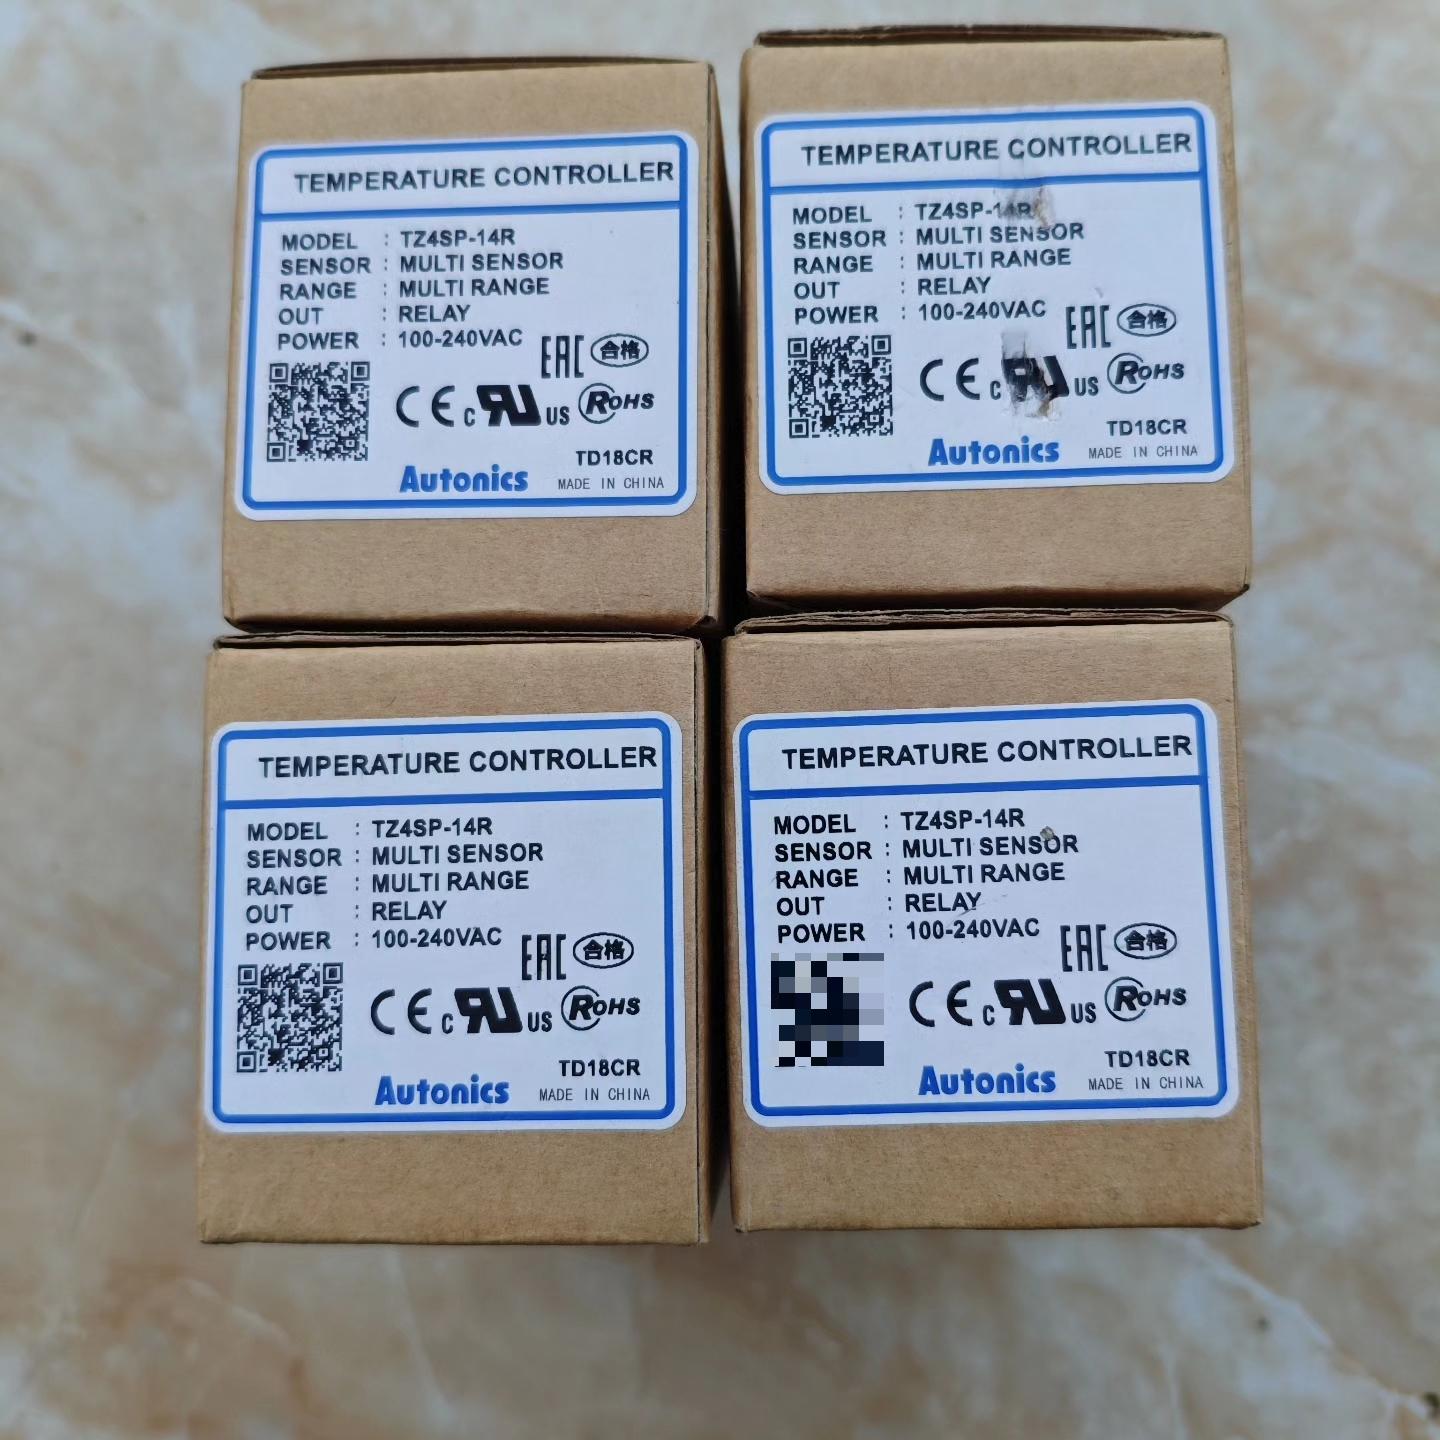 TEMPERATURE CONTROLLER
MODEL : TZ4SP-14R
SENSOR : MULTI SENSOR
RANGE : MULTI RANGE
OUT : RELAY
POWER : 100-240VAC
EAC 合格
CE c RU US RoHS
TD18CR
Autonics MADE IN CHINA
TEMPERATURE CONTROLLER
MODEL : TZ4SP-14R
SENSOR : MULTI SENSOR
RANGE : MULTI RANGE
OUT : RELAY
POWER : 100-240VAC
EAC 合格
CE c RU US RoHS
TD18CR
Autonics MADE IN CHINA
TEMPERATURE CONTROLLER
MODEL : TZ4SP-14R
SENSOR : MULTI SENSOR
RANGE : MULTI RANGE
OUT : RELAY
POWER : 100-240VAC
EAC 合格
CE c RU US RoHS
TD18CR
Autonics MADE IN CHINA
TEMPERATURE CONTROLLER
MODEL : TZ4SP-14R
SENSOR : MULTI SENSOR
RANGE : MULTI RANGE
OUT : RELAY
POWER : 100-240VAC
EAC 合格
CE c RU US RoHS
TD18CR
Autonics MADE IN CHINA